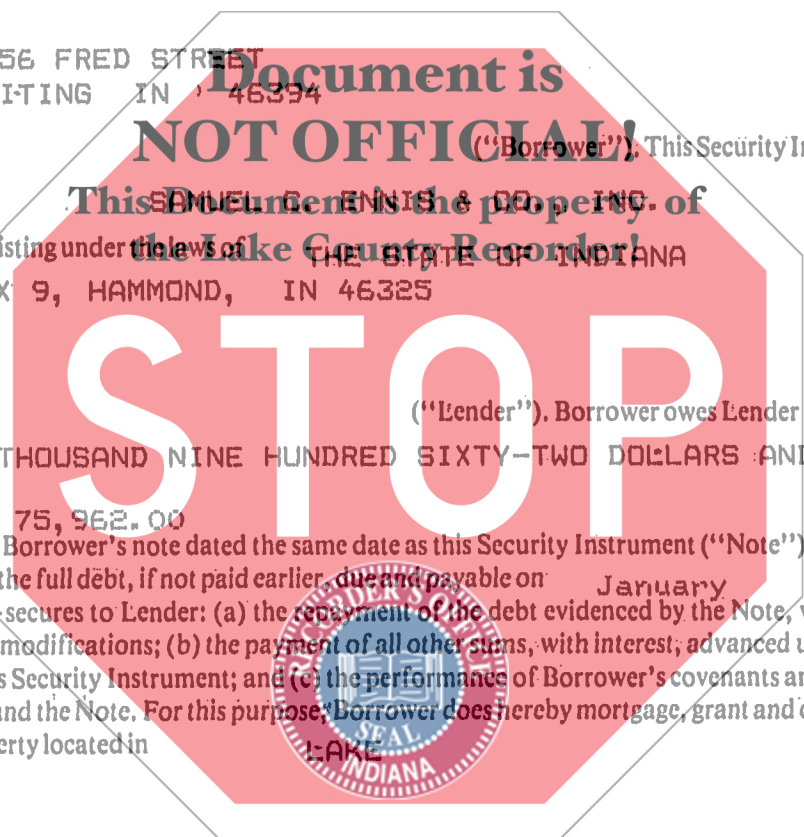 56 FRED STREET
ITING IN 46394
Document is
NOT OFFICIAL!
("Borrower"). This Security In
This Document is the property of
SAMUEL C. ENNIS & CO., INC.
the Lake County Recorder!
isting under the laws of THE STATE OF INDIANA
X 9, HAMMOND, IN 46325
STOP
("Lender"). Borrower owes Lender
THOUSAND NINE HUNDRED SIXTY-TWO DOLLARS AND
75,962.00
Borrower's note dated the same date as this Security Instrument ("Note")
the full debt, if not paid earlier, due and payable on January
secures to Lender: (a) the repayment of the debt evidenced by the Note,
modifications; (b) the payment of all other sums, with interest, advanced u
s Security Instrument; and (c) the performance of Borrower's covenants an
und the Note. For this purpose, Borrower does hereby mortgage, grant and c
erty located in LAKE
RECORDER'S OFFICE
SEAL
INDIANA